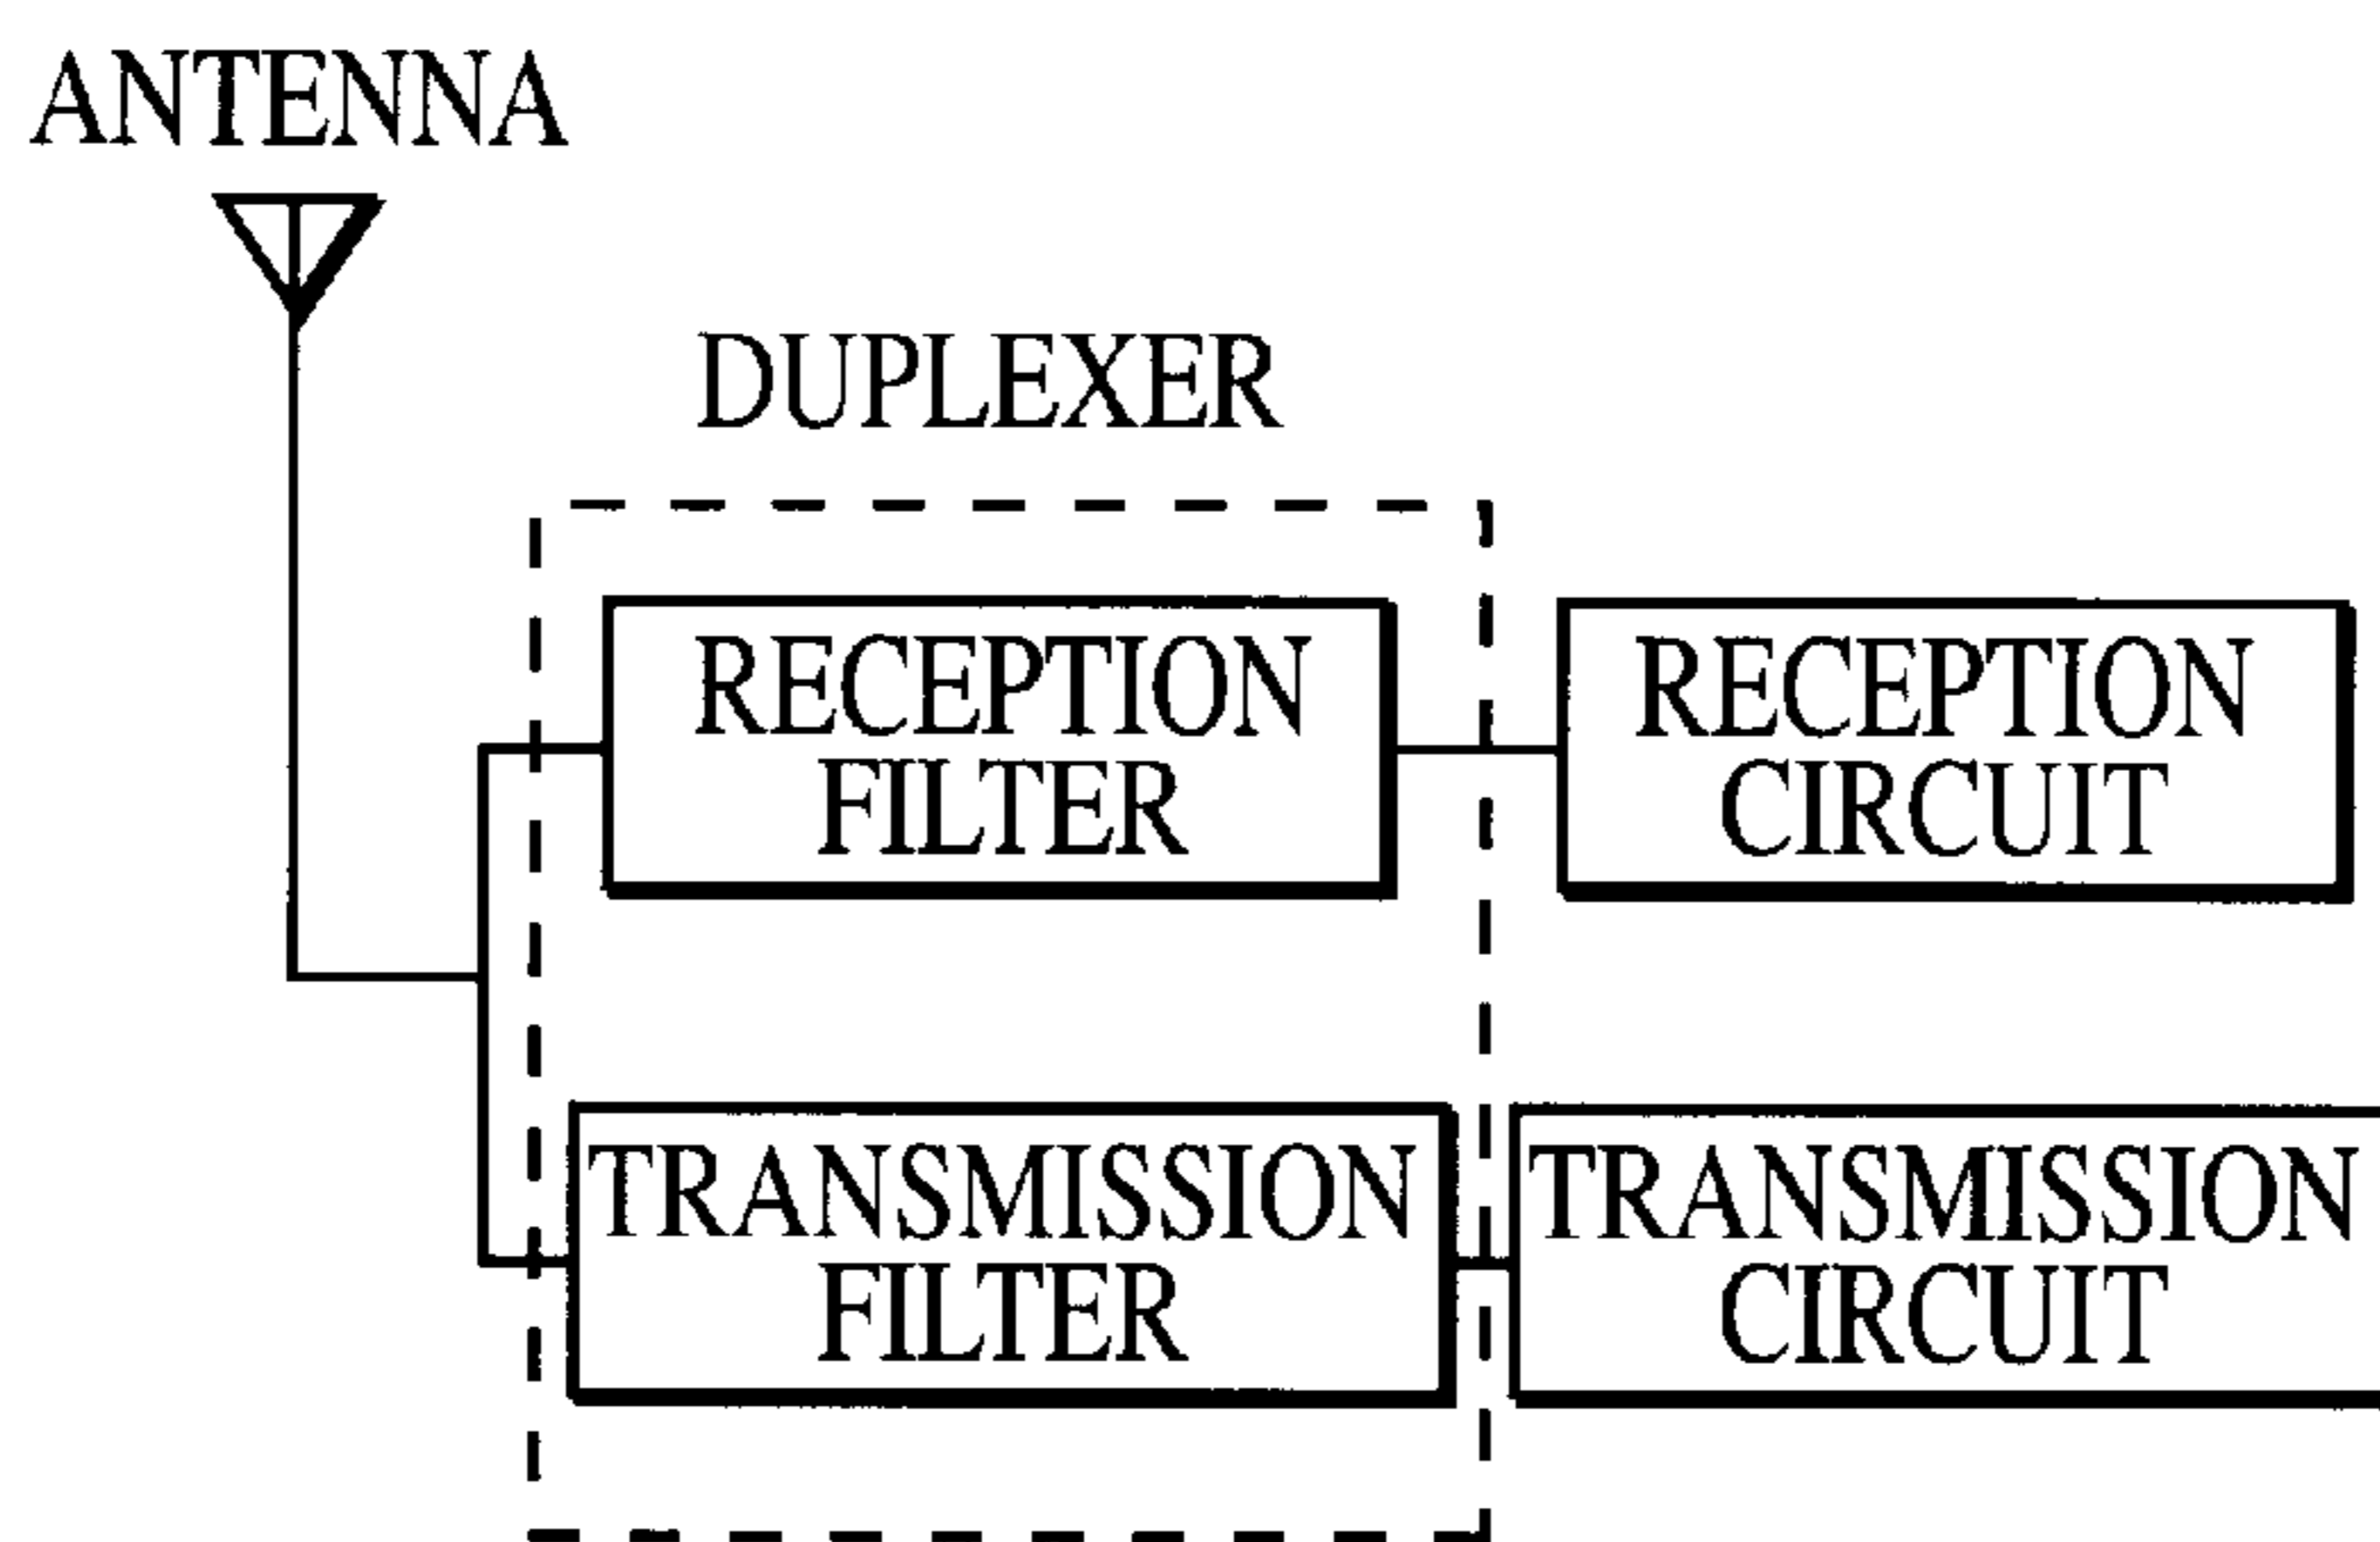 ANTENNA
DUPLEXER
RECEPTION
FILTER
RECEPTION
CIRCUIT
TRANSMISSION
FILTER
TRANSMISSION
CIRCUIT